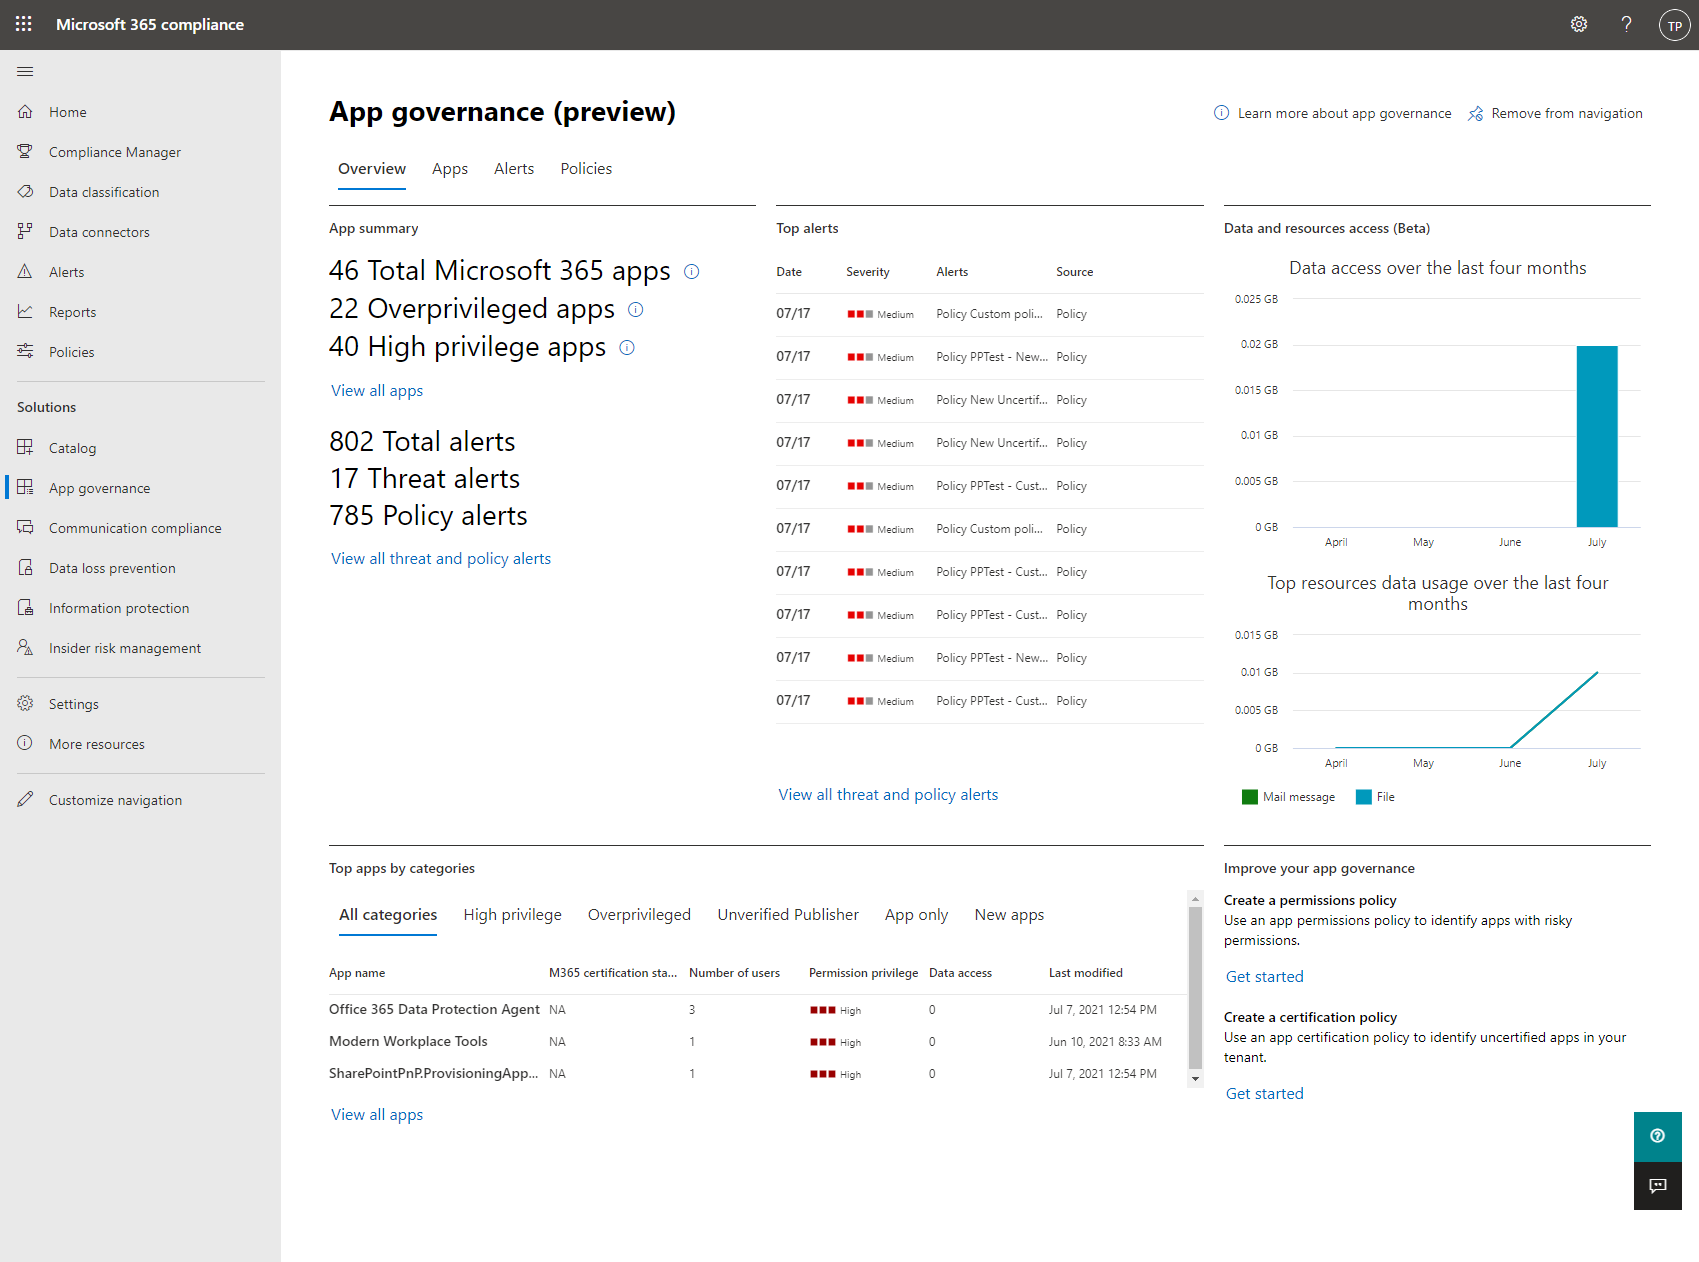 Microsoft 365 compliance
TP
Home
Compliance Manager
Data classification
Data connectors
Alerts
Reports
Policies
Solutions
Catalog
App governance
Communication compliance
Data loss prevention
Information protection
Insider risk management
Settings
More resources
Customize navigation
App governance (preview)
Learn more about app governance
Remove from navigation
Overview Apps Alerts Policies
App summary
46 Total Microsoft 365 apps
22 Overprivileged apps
40 High privilege apps
View all apps
802 Total alerts
17 Threat alerts
785 Policy alerts
View all threat and policy alerts
Top alerts
Date Severity Alerts Source
07/17 Medium Policy Custom poli... Policy
07/17 Medium Policy PPTest - New... Policy
07/17 Medium Policy New Uncertif... Policy
07/17 Medium Policy New Uncertif... Policy
07/17 Medium Policy PPTest - Cust... Policy
07/17 Medium Policy Custom poli... Policy
07/17 Medium Policy PPTest - Cust... Policy
07/17 Medium Policy PPTest - Cust... Policy
07/17 Medium Policy PPTest - New... Policy
07/17 Medium Policy PPTest - Cust... Policy
View all threat and policy alerts
Data and resources access (Beta)
Data access over the last four months
0.025 GB
0.02 GB
0.015 GB
0.01 GB
0.005 GB
0 GB
April May June July
Top resources data usage over the last four
months
0.015 GB
0.01 GB
0.005 GB
0 GB
April May June July
Mail message File
Top apps by categories
All categories High privilege Overprivileged Unverified Publisher App only New apps
App name M365 certification sta... Number of users Permission privilege Data access Last modified
Office 365 Data Protection Agent NA 3 High 0 Jul 7, 2021 12:54 PM
Modern Workplace Tools NA 1 High 0 Jun 10, 2021 8:33 AM
SharePointPnP.ProvisioningApp... NA 1 High 0 Jul 7, 2021 12:54 PM
View all apps
Improve your app governance
Create a permissions policy
Use an app permissions policy to identify apps with risky
permissions.
Get started
Create a certification policy
Use an app certification policy to identify uncertified apps in your
tenant.
Get started